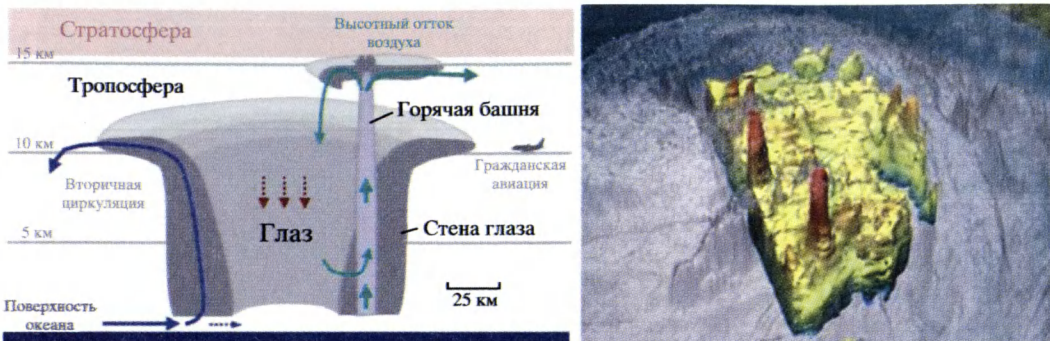 Стратосфера
Высотный отток
воздуха
15 км
Тропосфера
Горячая башня
10 км
Гражданская
авиация
Вторичная
циркуляция
Глаз
Стена глаза
5 км
25 км
Поверхность
океана